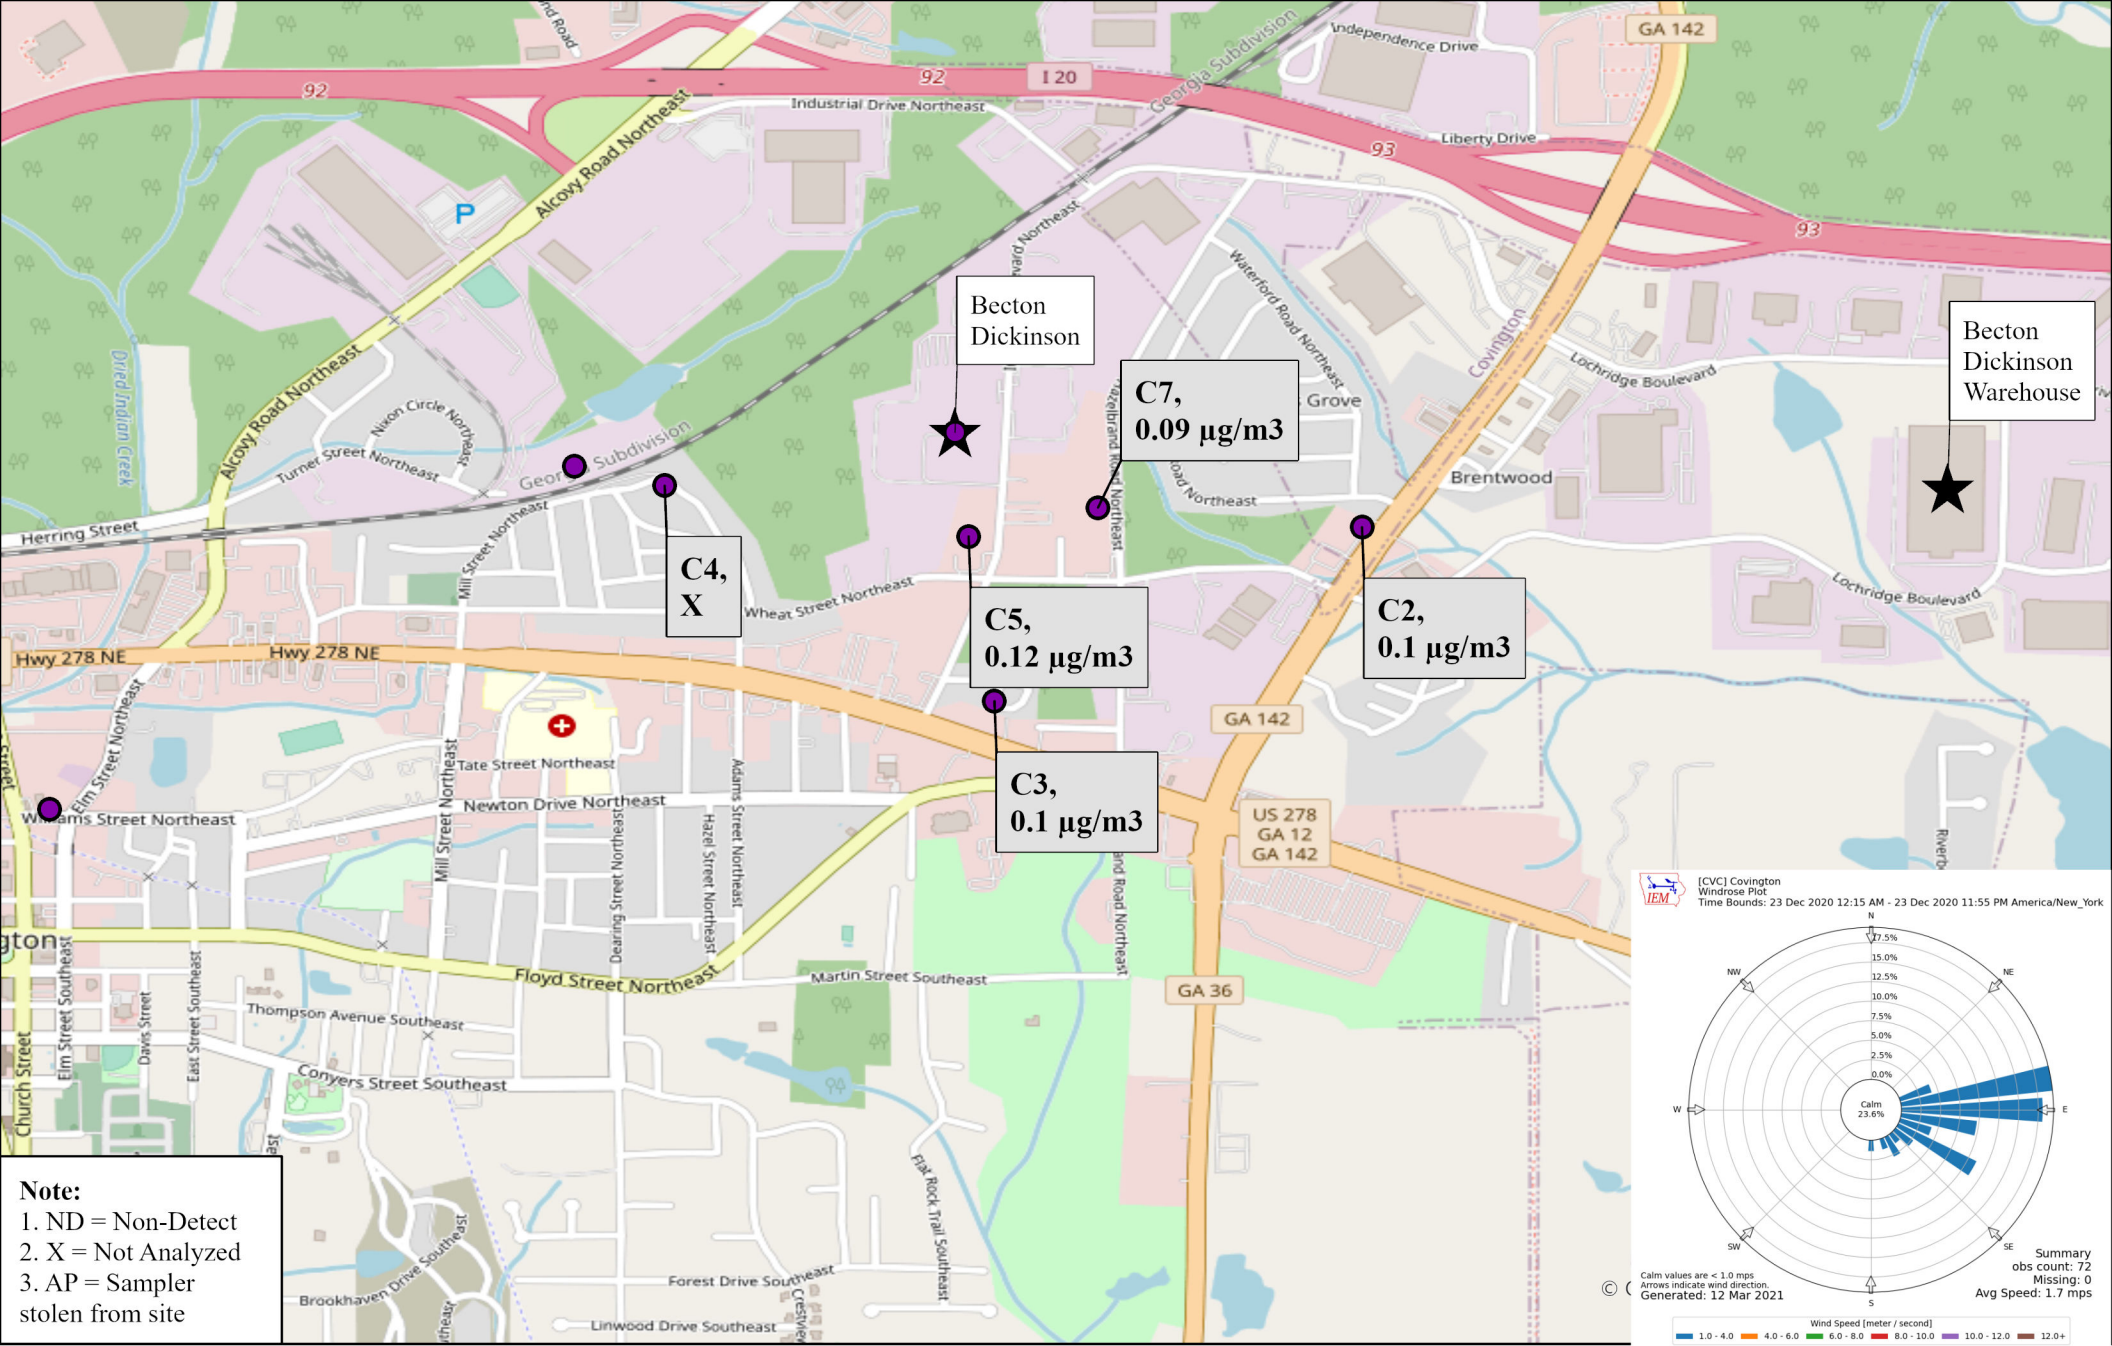 nd Road
GA 142
Independence Drive
Georgia Subdivision
92
92
I 20
Industrial Drive Northeast
Liberty Drive
93
Alcovy Road Northeast
P
93
Becton
Dickinson
Waterford Road Northeast
Covington
Becton
Dickinson
Warehouse
Dried Indian Creek
Alcovy Road Northeast
Nixon Circle Northeast
Turner Street Northeast
C7,
0.09 µg/m3
Grove
Lochridge Boulevard
Brentwood
Road Northeast
Herring Street
Mill Street Northeast
C4,
X
Wheat Street Northeast
C5,
0.12 µg/m3
C2,
0.1 µg/m3
Lochridge Boulevard
Hwy 278 NE
Hwy 278 NE
Elm Street Northeast
GA 142
Street
Tate Street Northeast
Newton Drive Northeast
Mill Street Northeast
Adams Street Northeast
Hazel Street Northeast
Dearing Street Northeast
C3,
0.1 µg/m3
US 278
GA 12
GA 142
Williams Street Northeast
Riverb
and Road Northeast
gton
Floyd Street Northeast
Martin Street Southeast
GA 36
Elm Street Southeast
Davis Street
East Street Southeast
Church Street
Thompson Avenue Southeast
Conyers Street Southeast
Flat Rock Trail Southeast
Forest Drive Southeast
Brookhaven Drive Southeast
Crestview
Linwood Drive Southeast
Note:
1. ND = Non-Detect
2. X = Not Analyzed
3. AP = Sampler
stolen from site
©
IEM
[CVC] Covington
Windrose Plot
Time Bounds: 23 Dec 2020 12:15 AM - 23 Dec 2020 11:55 PM America/New_York
N
17.5%
15.0%
12.5%
10.0%
7.5%
5.0%
2.5%
0.0%
NW
NE
Calm
23.6%
W
E
SW
SE
S
Summary
obs count: 72
Missing: 0
Avg Speed: 1.7 mps
Calm values are < 1.0 mps
Arrows indicate wind direction.
Generated: 12 Mar 2021
Wind Speed [meter / second]
1.0 - 4.0
4.0 - 6.0
6.0 - 8.0
8.0 - 10.0
10.0 - 12.0
12.0+